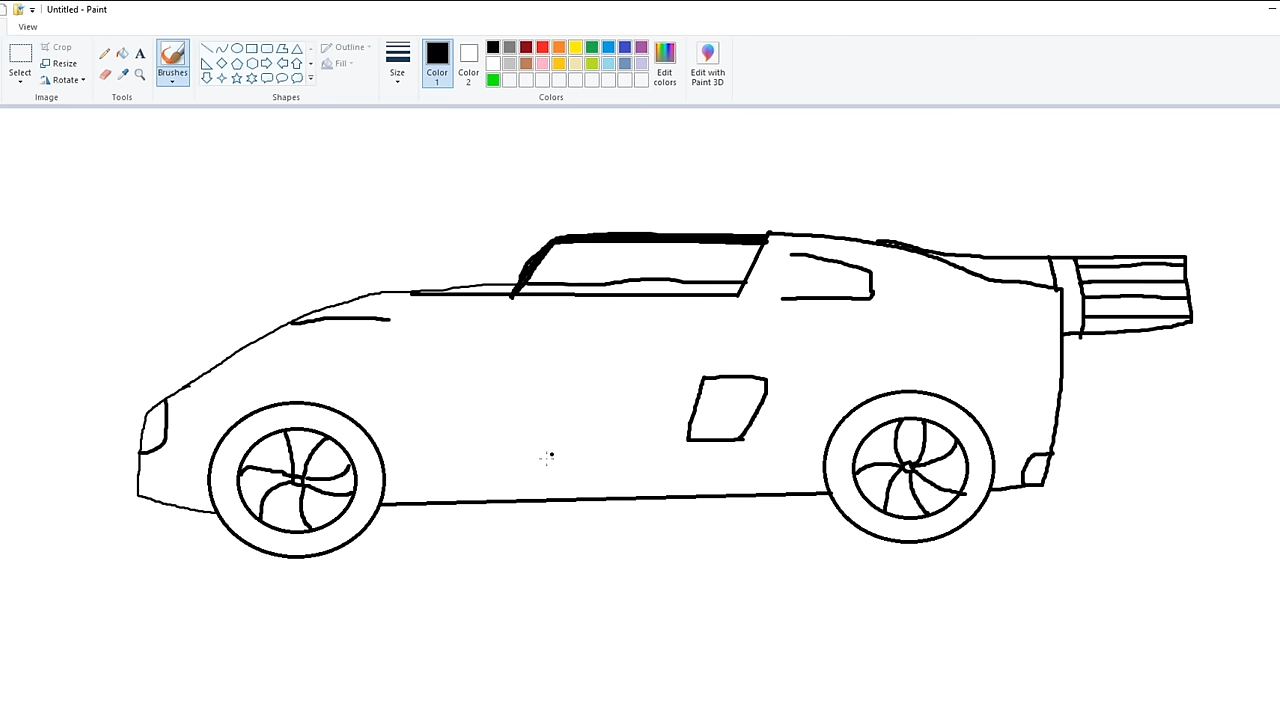 Untitled - Paint
View
Select
Crop
Resize
Rotate
Image
A
Tools
Brushes
Outline
Fill
Shapes
Size
Color
1
Color
2
Edit
colors
Colors
Edit with
Paint 3D